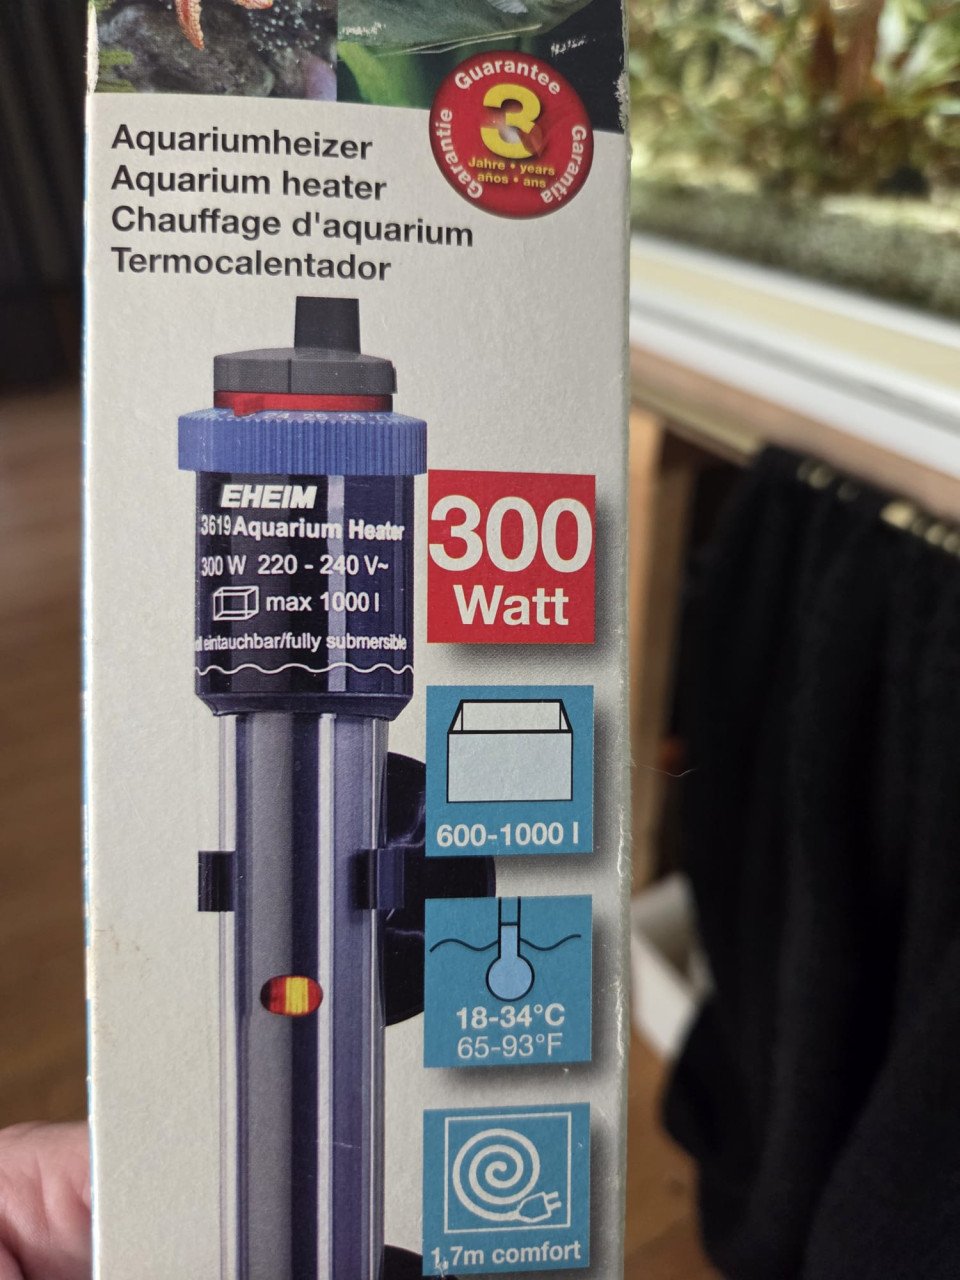 Guarantee
Garantie
Garantia
Garantie
3
Jahre • years
años • ans
Aquariumheizer
Aquarium heater
Chauffage d'aquarium
Termocalentador
EHEIM
3619 Aquarium Heater
300 W 220 - 240 V~
max 1000 l
eintauchbar/fully submersible
300
Watt
600-1000 l
18-34°C
65-93°F
1,7m comfort